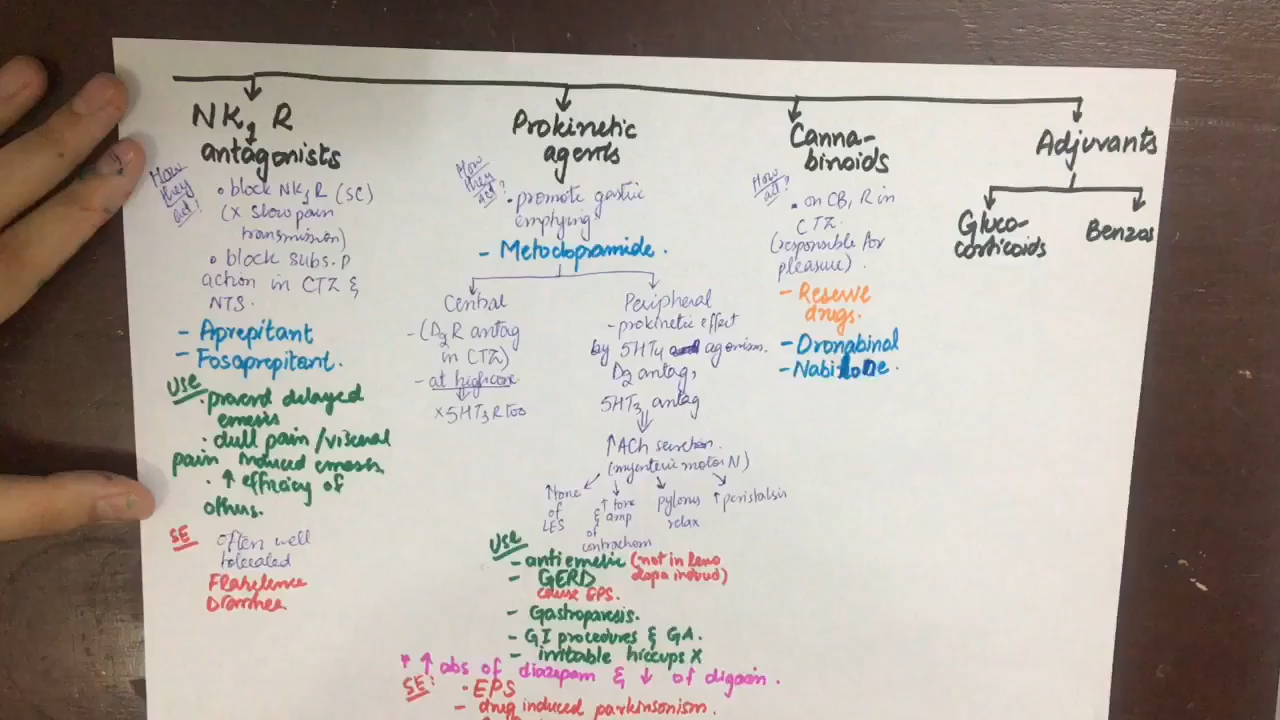 NK1 R
antagonists
How
they
act?
• block NK1R (SC)
(x slow pain
transmission)
• block subs. P
action in CTZ &
NTS.
- Aprepitant
- Fosaprepitant.
Use
• prevent delayed
emesis
• dull pain / visceral
pain induced emesis
• ↑ efficacy of
others.
SE
often well
tolerated
Flatulence
Diarrhea
Prokinetic
agents
How
they
act?
• promote gastric
emptying
- Metoclopramide.
Central
- (D2R antag
in CTZ)
- at high conc
x 5HT3R too
Peripheral
- prokinetic effect
by 5HT4 agonism.
D2 antag,
5HT3 antag
↑ ACh secretion.
(myenteric motor N)
↑ tone
of
LES
↑ tone
& amp
of
contraction
pylorus
relax
↑ peristalsis
Use
- antiemetic (not in levo
dopa induced)
- GERD
cause EPS.
- Gastroparesis.
- GI procedures & GA.
- irritable hiccups X
* ↑ abs of diazepam & ↓ of digoxin.
SE:
- EPS
- drug induced parkinsonism.
Canna-
binoids
How
act?
• on CB1 R in
CTZ.
(responsible for
pleasure).
- Reserve
drugs.
- Dronabinal
- Nabilone.
Adjuvants
Gluco-
corticoids
Benzos